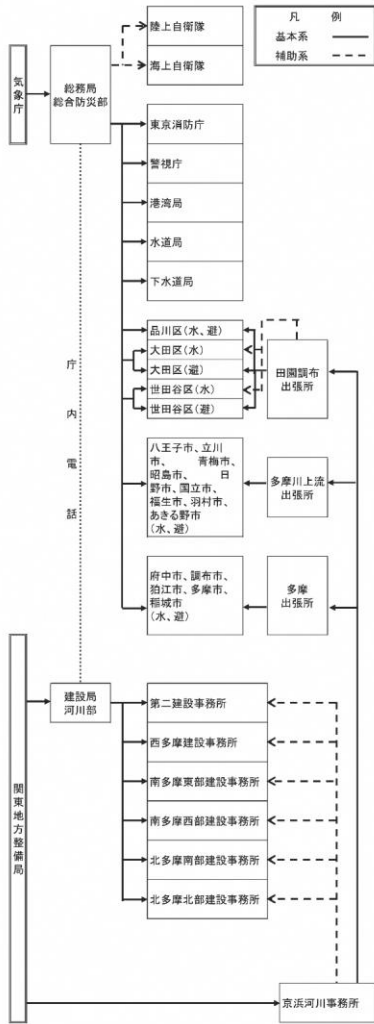 陸上自衛隊
海上自衛隊
凡 例
基本系
補助系
気象庁
総務局
総合防災部
東京消防庁
警視庁
港湾局
水道局
下水道局
品川区(水、避)
大田区(水)
大田区(避)
世田谷区(水)
世田谷区(避)
田園調布
出張所
庁内電話
八王子市、立川
市、 青梅市、
昭島市、 日
野市、国立市、
福生市、羽村市、
あきる野市
(水、避)
多摩川上流
出張所
府中市、調布市、
狛江市、多摩市、
稲城市
(水、避)
多摩
出張所
関東地方整備局
建設局
河川部
第二建設事務所
西多摩建設事務所
南多摩東部建設事務所
南多摩西部建設事務所
北多摩南部建設事務所
北多摩北部建設事務所
京浜河川事務所